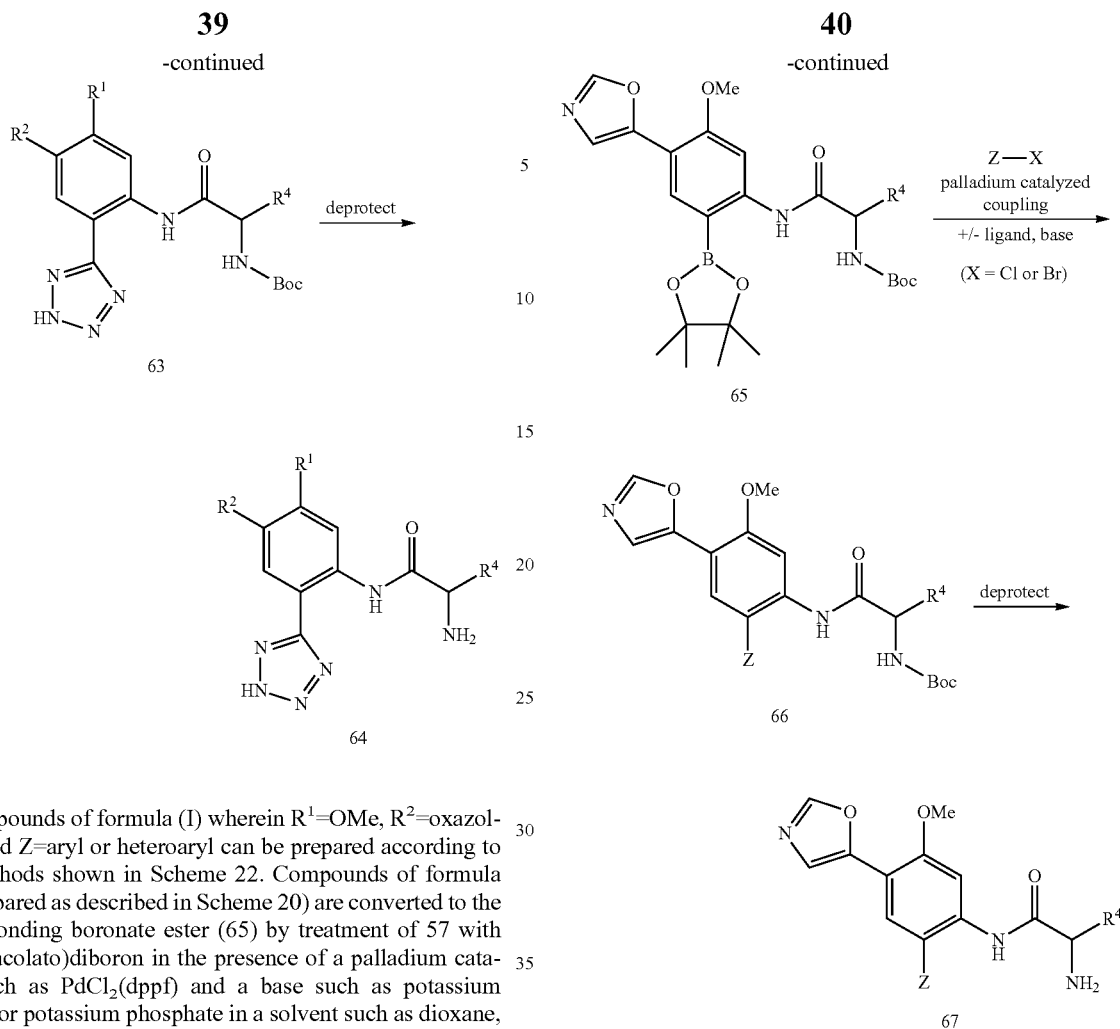 39
-continued
R¹
R²
O
R⁴
N
H
HN
Boc
N
N
HN
N
deprotect
63
R¹
R²
O
R⁴
N
H
NH₂
N
N
HN
N
64
pounds of formula (I) wherein R¹=OMe, R²=oxazol-
d Z=aryl or heteroaryl can be prepared according to
hods shown in Scheme 22. Compounds of formula
pared as described in Scheme 20) are converted to the
onding boronate ester (65) by treatment of 57 with
acolato)diboron in the presence of a palladium cata-
ch as PdCl₂(dppf) and a base such as potassium
or potassium phosphate in a solvent such as dioxane,
5
10
15
20
25
30
35
40
-continued
O
N
OMe
O
R⁴
N
H
HN
Boc
B
O
O
65
Z—X
palladium catalyzed
coupling
+/- ligand, base
(X = Cl or Br)
O
N
OMe
O
R⁴
N
H
HN
Boc
Z
66
deprotect
O
N
OMe
O
R⁴
N
H
NH₂
Z
67